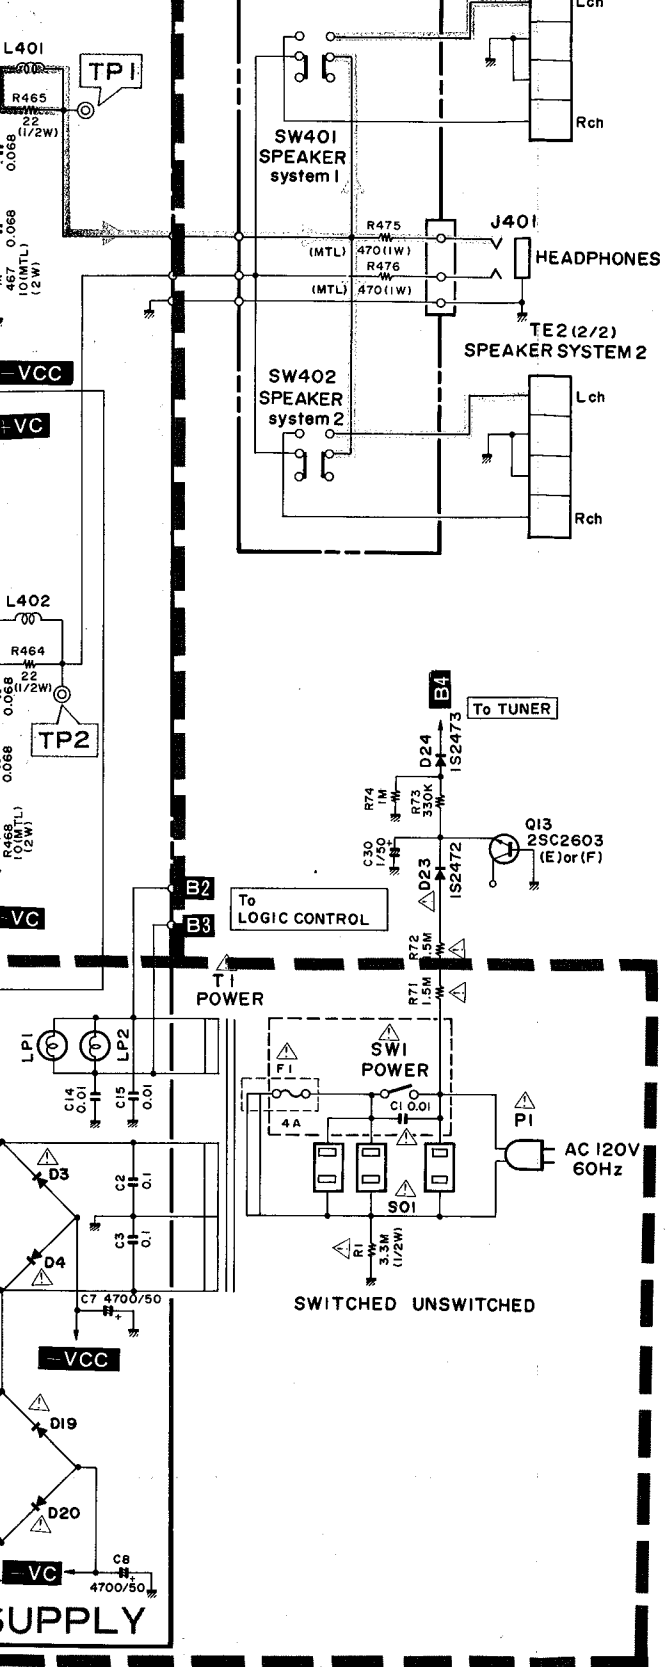 Lch
L401
TP1
R465
22
(1/2W)
0.068
Rch
SW401
SPEAKER
system 1
0.068
467
10(MTL)
(2W)
R475
(MTL) 470(1W)
R476
(MTL) 470(1W)
J401
HEADPHONES
TE2 (2/2)
SPEAKER SYSTEM 2
-VCC
SW402
SPEAKER
system 2
Lch
+VC
Rch
L402
R464
22
(1/2W)
0.068
TP2
0.068
R468
10(MTL)
(2W)
B4
To TUNER
D24
1S2473
R74
1M
R73
330K
C30
1/50
Q13
2SC2603
(E)or(F)
D23
1S2472
B2
To
LOGIC CONTROL
B3
-VC
R72
1.5M
T1
POWER
R71
1.5M
LP1
LP2
C14
0.01
C15
0.01
SW1
POWER
F1
4A
C1 0.01
P1
AC 120V
60Hz
D3
C2
0.1
SO1
C3
0.1
D4
R1
3.3M
(1/2W)
C7 4700/50
SWITCHED UNSWITCHED
-VCC
D19
D20
-VC
C8
4700/50
SUPPLY